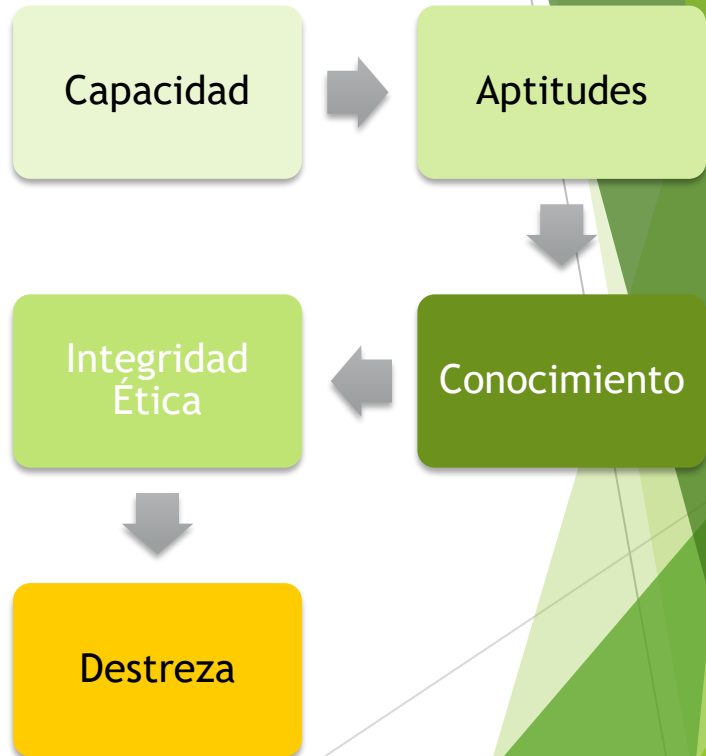 Capacidad
Aptitudes
Conocimiento
Integridad
Ética
Destreza